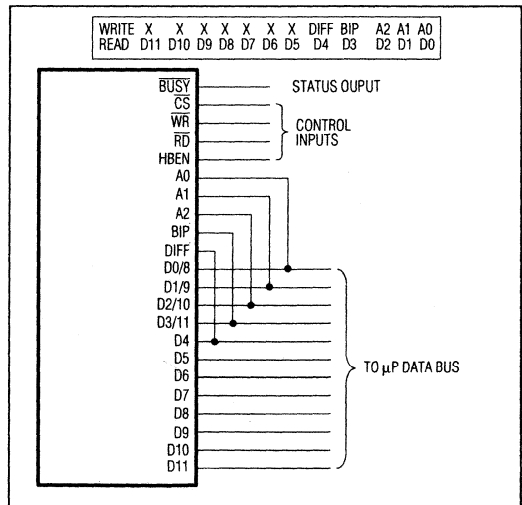 WRITE X X X X X X X DIFF BIP A2 A1 A0
READ D11 D10 D9 D8 D7 D6 D5 D4 D3 D2 D1 D0
BUSY STATUS OUPUT
CS
WR
RD
HBEN
CONTROL
INPUTS
A0
A1
A2
BIP
DIFF
D0/8
D1/9
D2/10
D3/11
D4
D5
D6
D7
D8
D9
D10
D11
TO μP DATA BUS